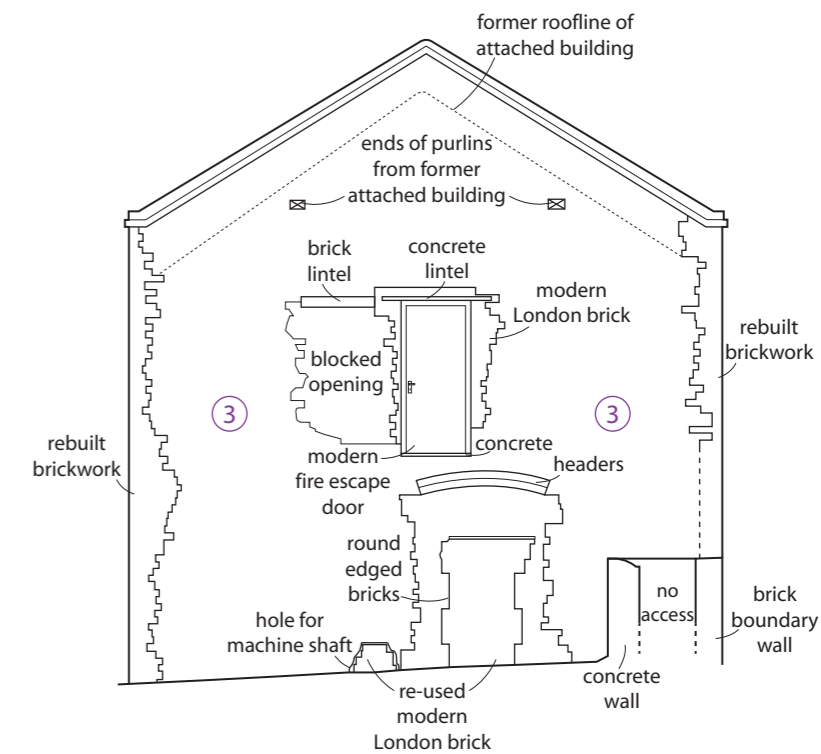 former roofline of
attached building
ends of purlins
from former
attached building
brick
lintel
concrete
lintel
modern
London brick
rebuilt
brickwork
blocked
opening
3
3
rebuilt
brickwork
modern
fire escape
door
concrete
headers
round
edged
bricks
no
access
brick
boundary
wall
hole for
machine shaft
concrete
wall
re-used
modern
London brick